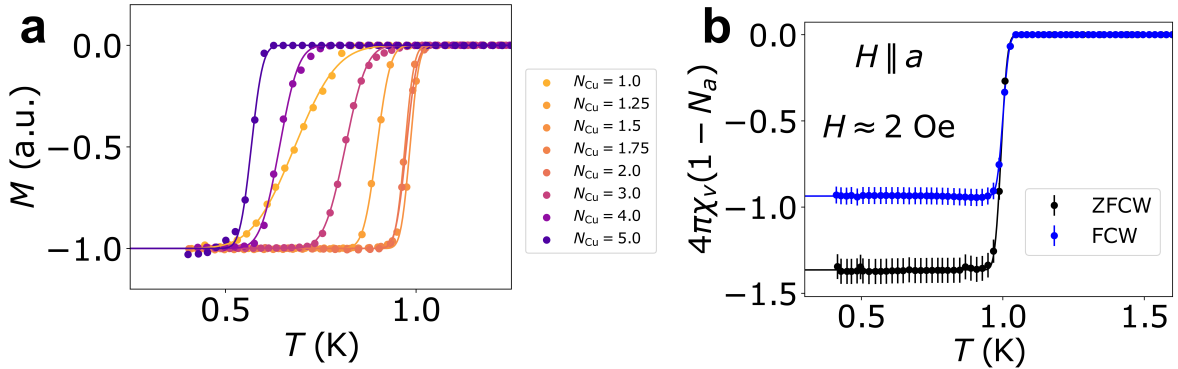 a
M (a.u.)
0.0
−0.5
−1.0
0.5
1.0
T (K)
N_Cu = 1.0
N_Cu = 1.25
N_Cu = 1.5
N_Cu = 1.75
N_Cu = 2.0
N_Cu = 3.0
N_Cu = 4.0
N_Cu = 5.0
b
4πχ_v(1 − N_a)
0.0
−0.5
−1.0
−1.5
H ∥ a
H ≈ 2 Oe
ZFCW
FCW
0.5
1.0
1.5
T (K)